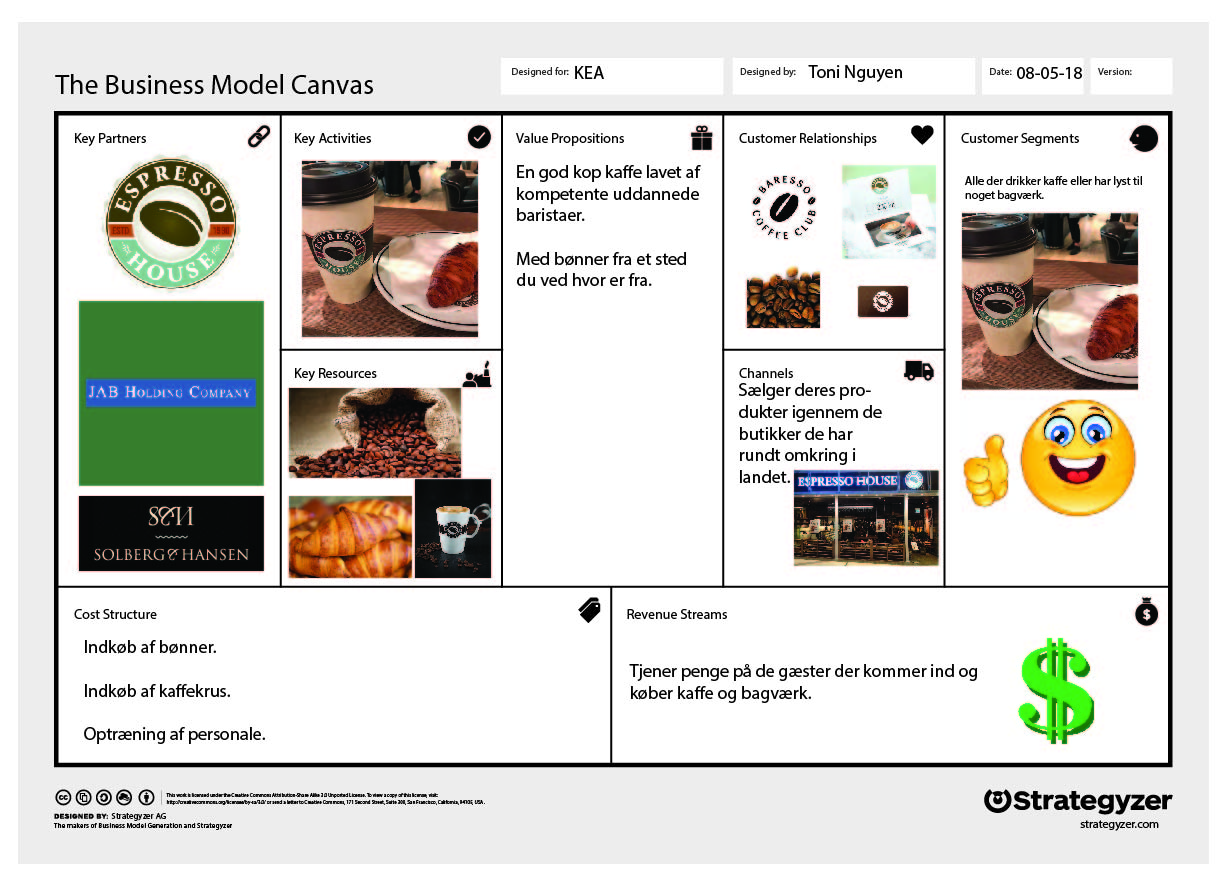 The Business Model Canvas
Designed for: KEA
Designed by: Toni Nguyen
Date: 08-05-18
Version:
Key Partners
ESPRESSO
HOUSE
JAB HOLDING COMPANY
S&H
SOLBERG & HANSEN
Key Activities
ESPRESSO
HOUSE
Key Resources
Value Propositions
En god kop kaffe lavet af
kompetente uddannede
baristaer.
Med bønner fra et sted
du ved hvor er fra.
Customer Relationships
BARESSO
COFFEE CLUB
Channels
Sælger deres pro-
dukter igennem de
butikker de har
rundt omkring i
landet.
ESPRESSO HOUSE
Customer Segments
Alle der drikker kaffe eller har lyst til
noget bagværk.
ESPRESSO
HOUSE
Cost Structure
Indkøb af bønner.
Indkøb af kaffekrus.
Optræning af personale.
Revenue Streams
Tjener penge på de gæster der kommer ind og
køber kaffe og bagværk.
$
cc
This work is licensed under the Creative Commons Attribution-Share Alike 3.0 Unported License. To view a copy of this license, visit:
http://creativecommons.org/licenses/by-sa/3.0/ or send a letter to Creative Commons, 171 Second Street, Suite 300, San Francisco, California, 94105, USA.
DESIGNED BY: Strategyzer AG
The makers of Business Model Generation and Strategyzer
Strategyzer
strategyzer.com